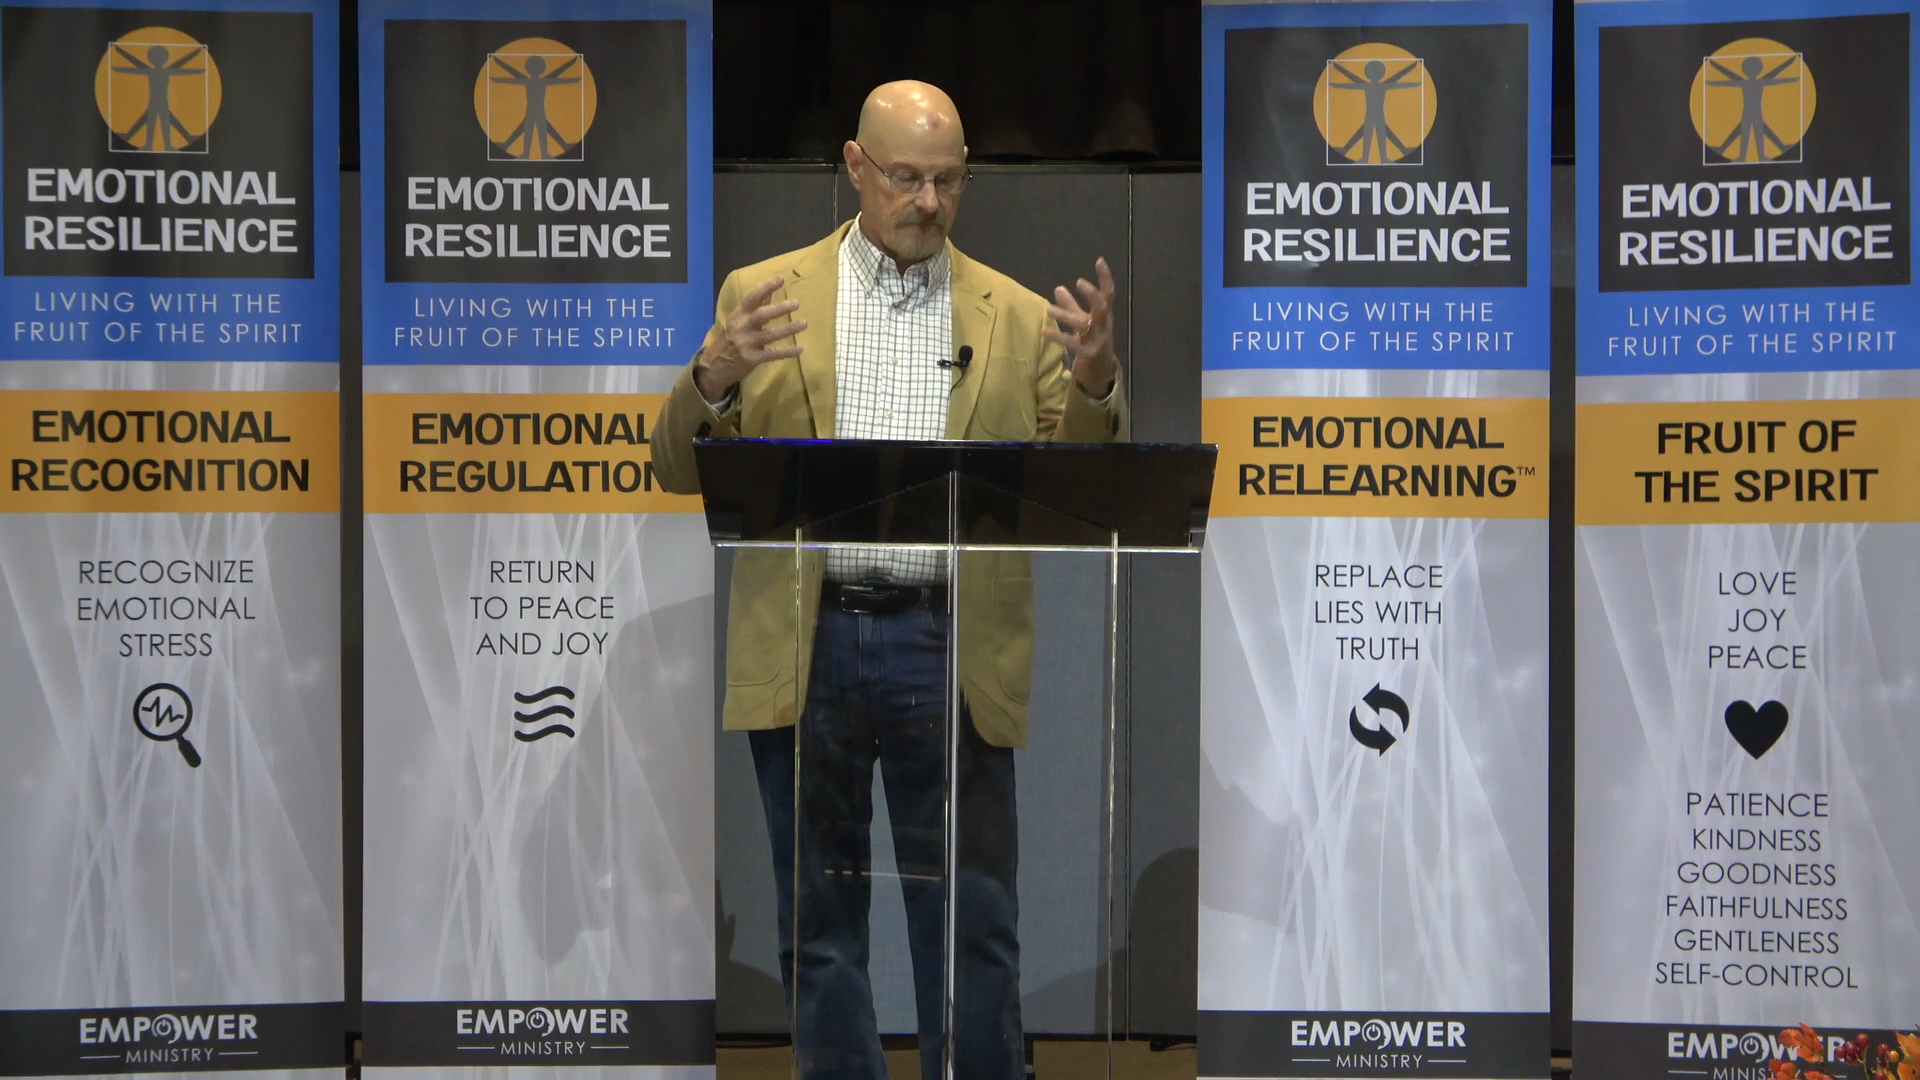 EMOTIONAL
RESILIENCE
LIVING WITH THE
FRUIT OF THE SPIRIT
EMOTIONAL
RECOGNITION
RECOGNIZE
EMOTIONAL
STRESS
EMPOWER
MINISTRY
EMOTIONAL
RESILIENCE
LIVING WITH THE
FRUIT OF THE SPIRIT
EMOTIONAL
REGULATION
RETURN
TO PEACE
AND JOY
EMPOWER
MINISTRY
EMOTIONAL
RESILIENCE
LIVING WITH THE
FRUIT OF THE SPIRIT
EMOTIONAL
RELEARNING™
REPLACE
LIES WITH
TRUTH
EMPOWER
MINISTRY
EMOTIONAL
RESILIENCE
LIVING WITH THE
FRUIT OF THE SPIRIT
FRUIT OF
THE SPIRIT
LOVE
JOY
PEACE
PATIENCE
KINDNESS
GOODNESS
FAITHFULNESS
GENTLENESS
SELF-CONTROL
EMPOWER
MINISTRY